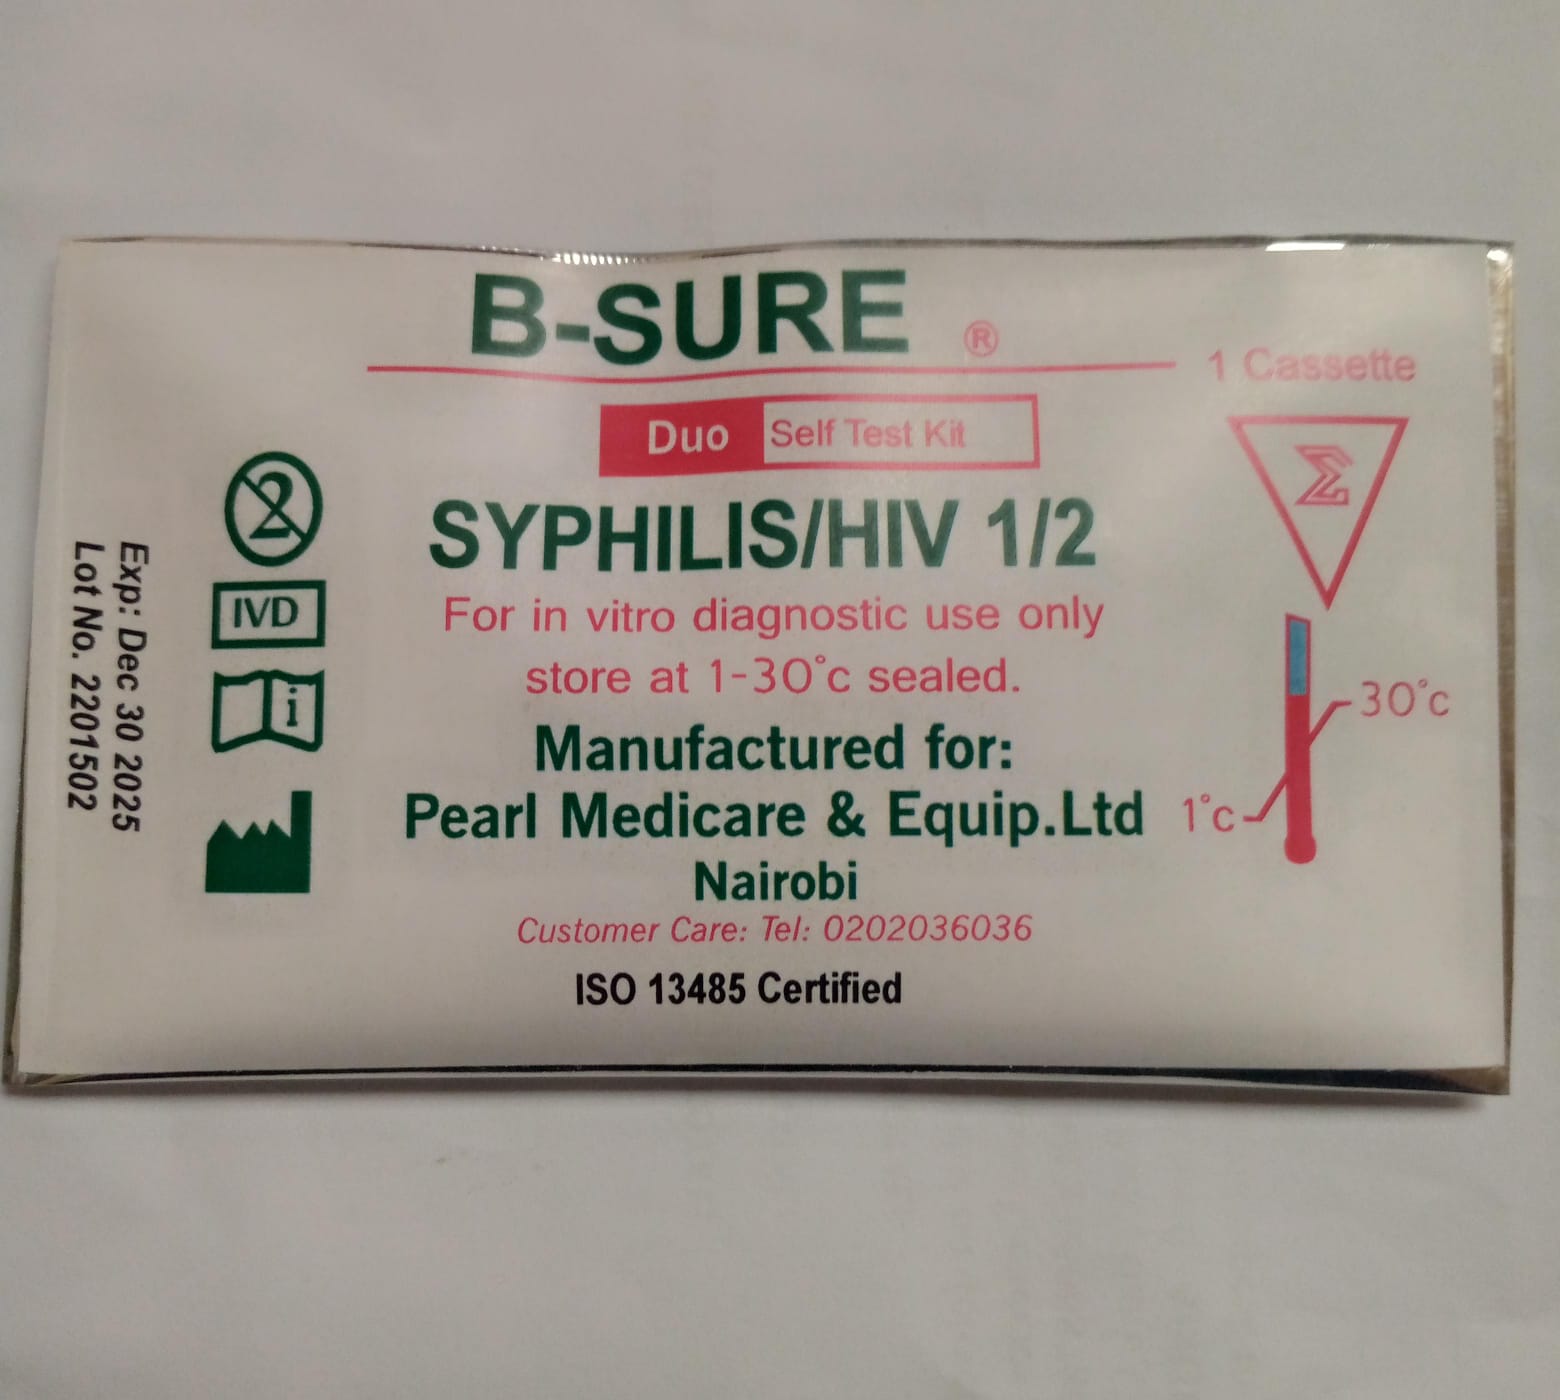 B-SURE ®
1 Cassette
Duo Self Test Kit
Σ
SYPHILIS/HIV 1/2
For in vitro diagnostic use only
store at 1-30°c sealed.
Manufactured for:
Pearl Medicare & Equip.Ltd
Nairobi
Customer Care: Tel: 0202036036
ISO 13485 Certified
2
IVD
i
30°c
1°c
Exp: Dec 30 2025
Lot No. 2201502